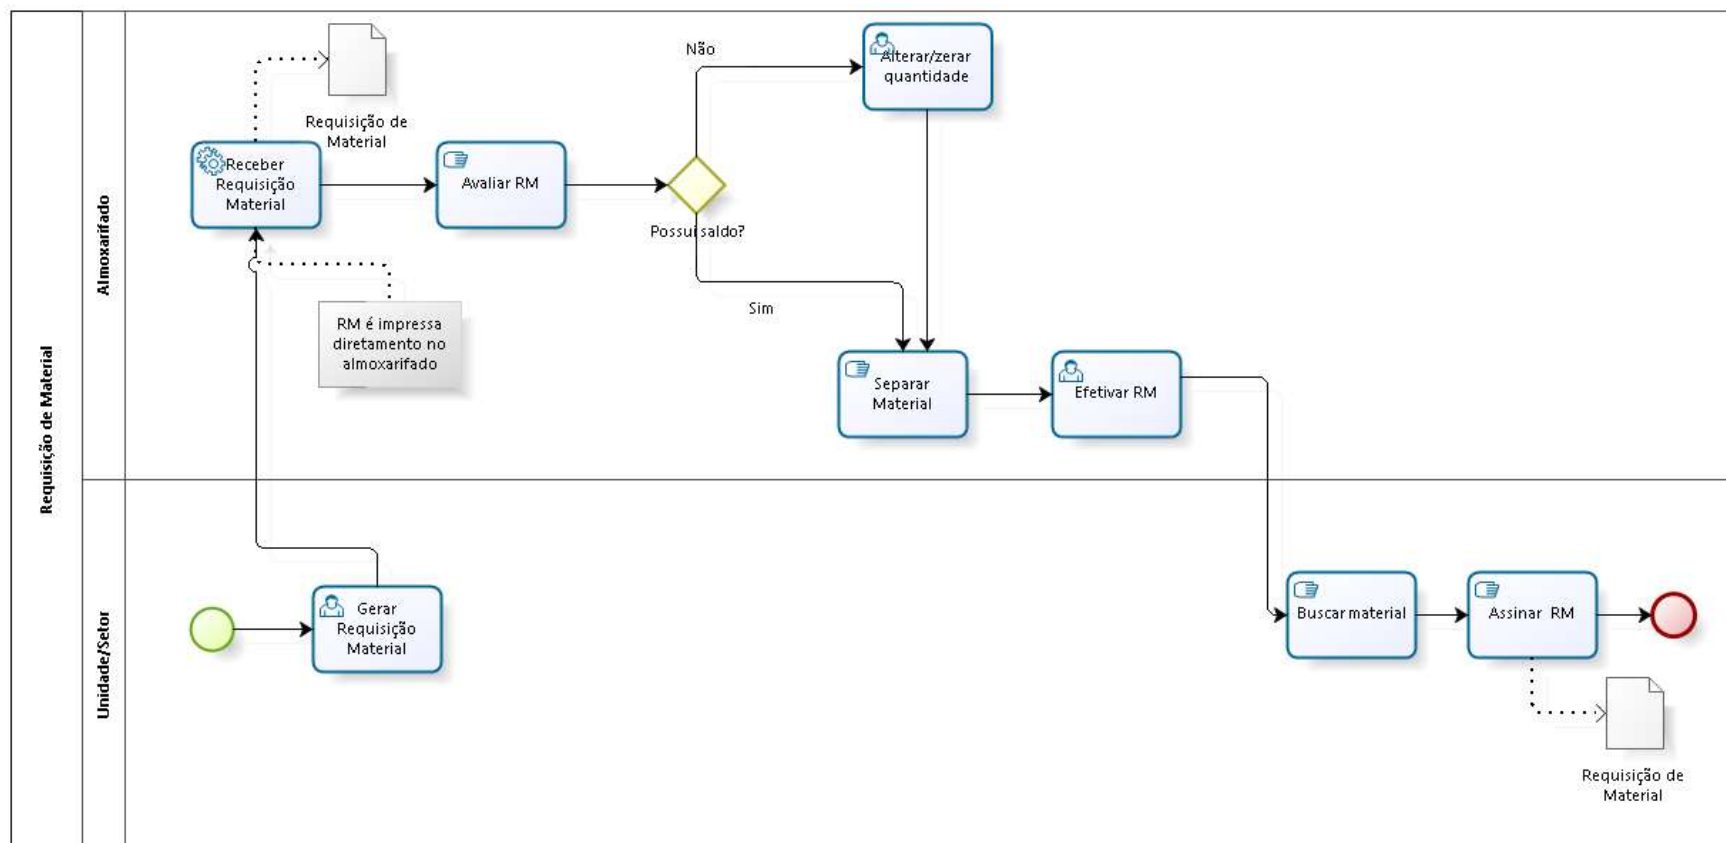 Requisição de Material
Almoxarifado
Unidade/Setor
Requisição de
Material
Receber
Requisição
Material
Avaliar RM
Possui saldo?
Não
Sim
Alterar/zerar
quantidade
RM é impressa
diretamento no
almoxarifado
Separar
Material
Efetivar RM
Gerar
Requisição
Material
Buscar material
Assinar RM
Requisição de
Material